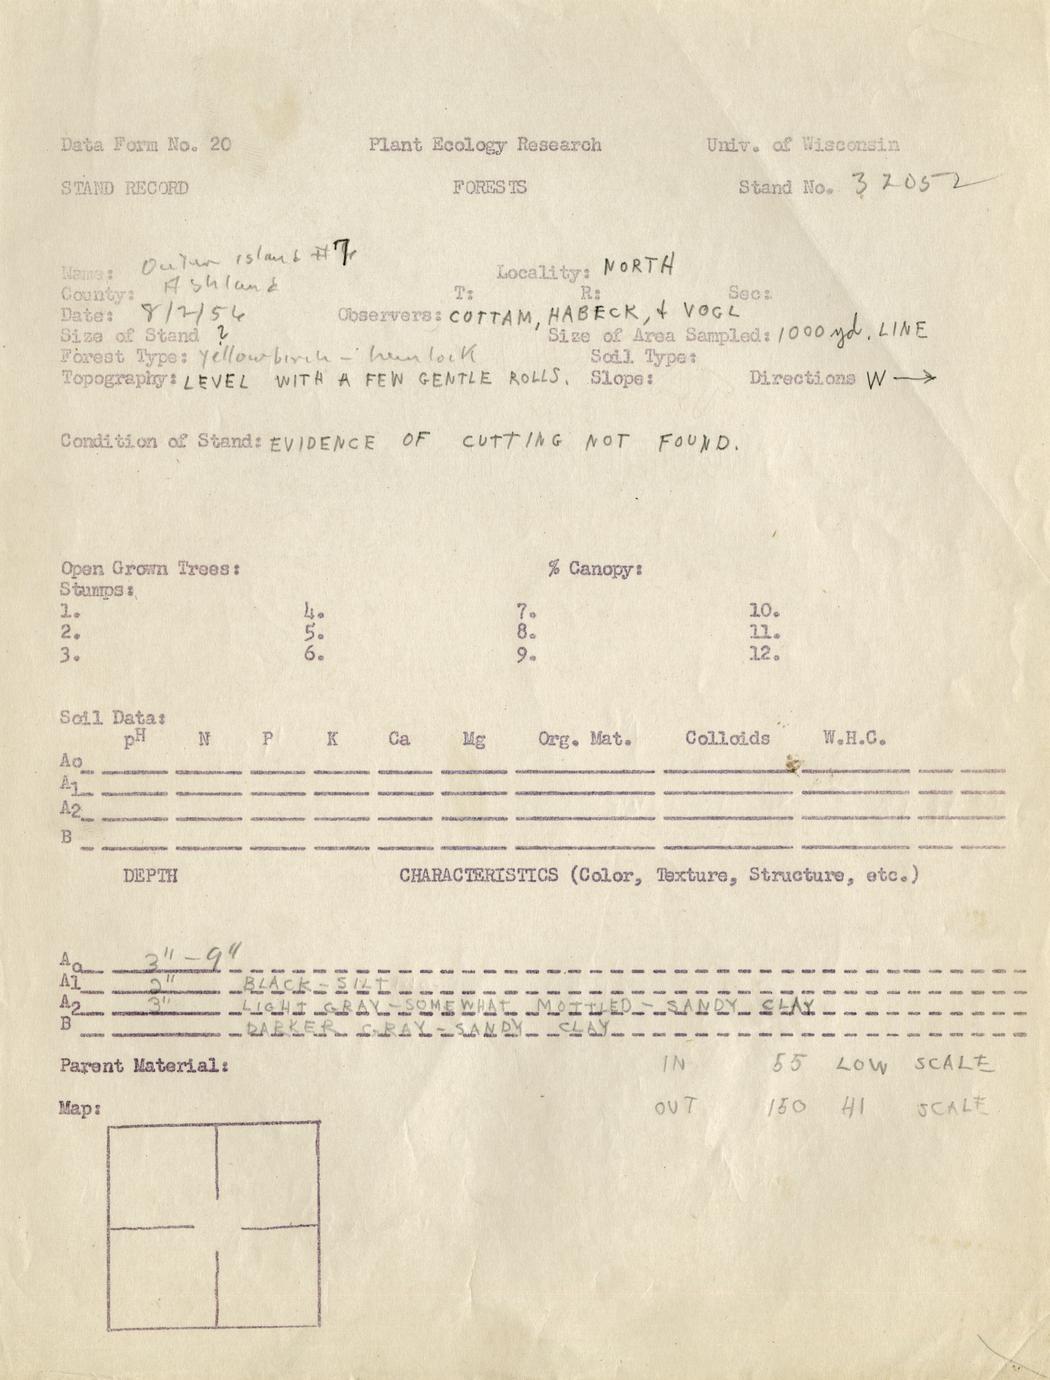 Data Form No. 20 Plant Ecology Research Univ. of Wisconsin
STAND RECORD FORESTS Stand No. 32052
Name: Outer island #7 Locality: NORTH
County: Ashland T: R: Sec:
Date: 8/2/56 Observers: COTTAM, HABECK, & VOGL
Size of Stand ? Size of Area Sampled: 1000 yd. LINE
Forest Type: Yellow birch - hemlock Soil Type:
Topography: LEVEL WITH A FEW GENTLE ROLLS. Slope: Directions W →
Condition of Stand: EVIDENCE OF CUTTING NOT FOUND.
Open Grown Trees: % Canopy:
Stumps:
1. 4. 7. 10.
2. 5. 8. 11.
3. 6. 9. 12.
Soil Data:
pH N P K Ca Mg Org. Mat. Colloids W.H.C.
Ao
A1
A2
B
DEPTH CHARACTERISTICS (Color, Texture, Structure, etc.)
Ao 3" - 9"
A1 2" BLACK - SILT
A2 3" LIGHT GRAY - SOMEWHAT MOTTLED - SANDY CLAY
B DARKER GRAY - SANDY CLAY
Parent Material: IN 55 LOW SCALE
Map: OUT 150 HI SCALE